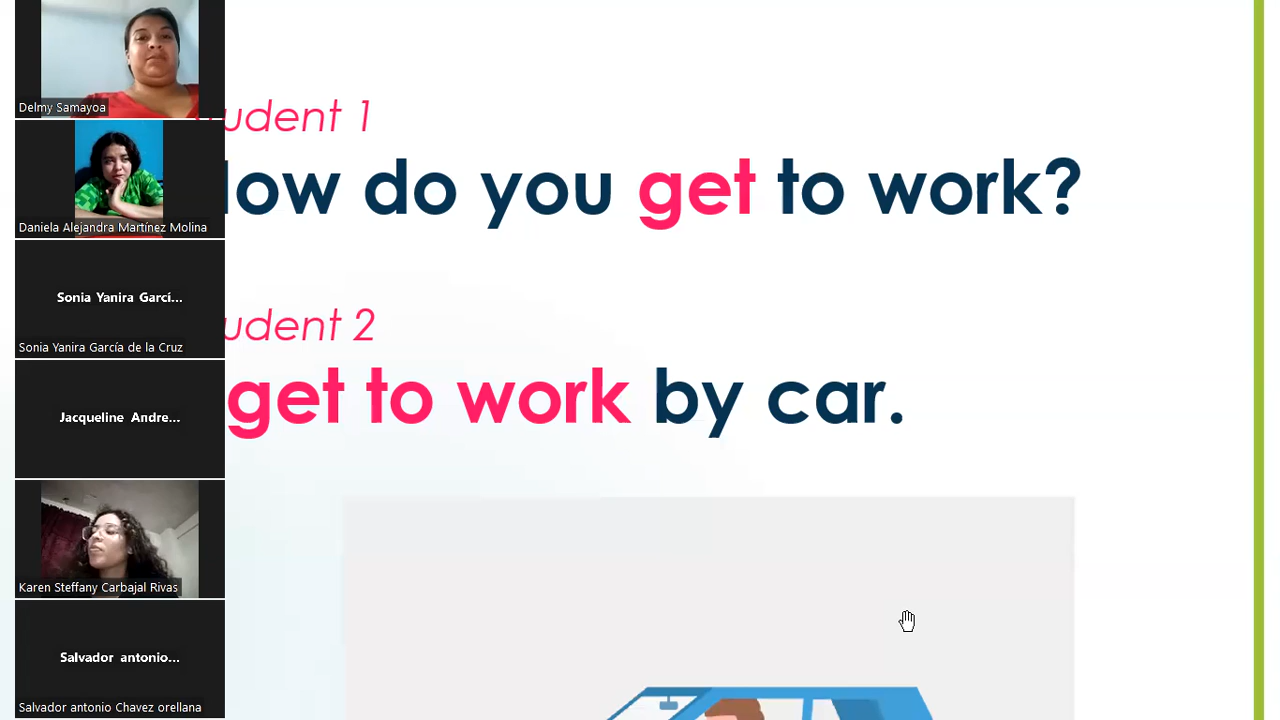 Delmy Samayoa
Daniela Alejandra Martínez Molina
Sonia Yanira Garcí...
Sonia Yanira García de la Cruz
Jacqueline Andre...
Karen Steffany Carbajal Rivas
Salvador antonio...
Salvador antonio Chavez orellana
udent 1
ow do you get to work?
udent 2
get to work by car.